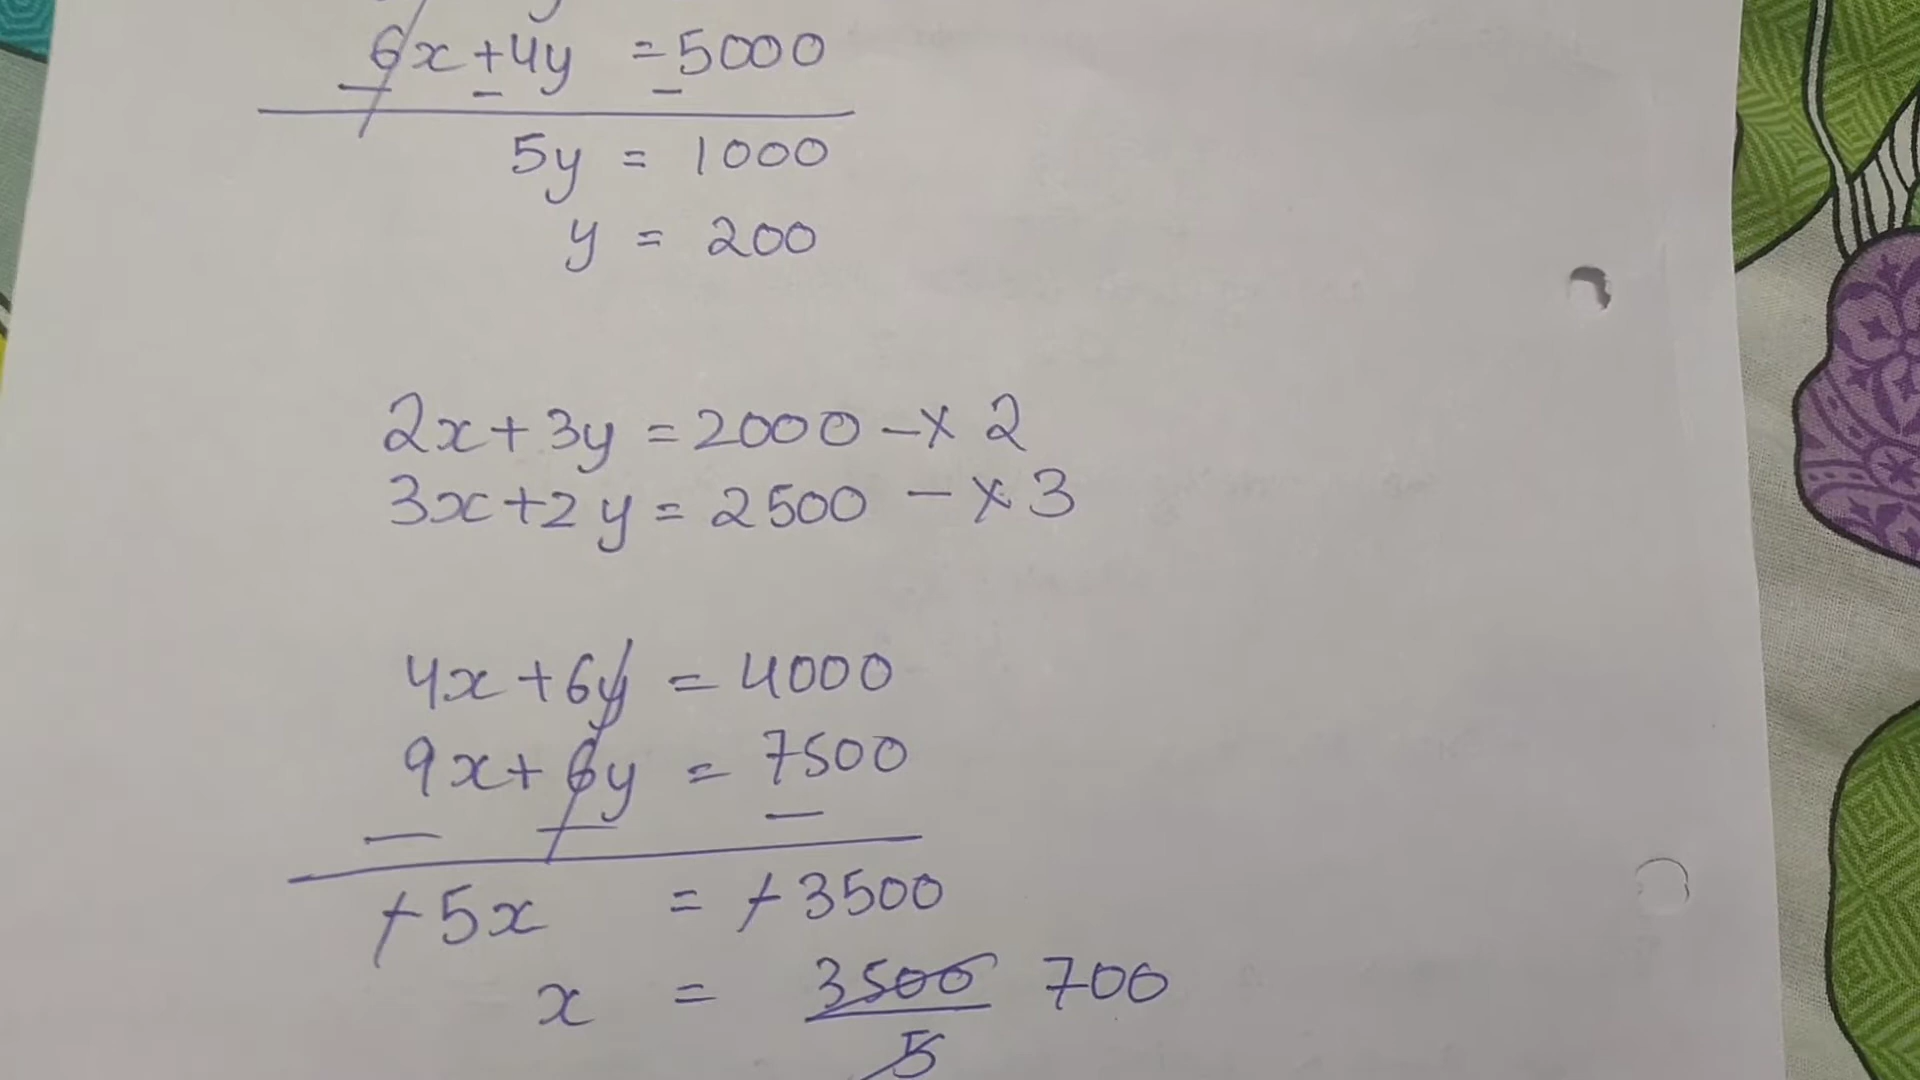 6x + 4y = 5000
- - -
5y = 1000
y = 200
2x + 3y = 2000 - x 2
3x + 2y = 2500 - x 3
4x + 6y = 4000
9x + 6y = 7500
- - -
-5x = -3500
x = 3500/5 700